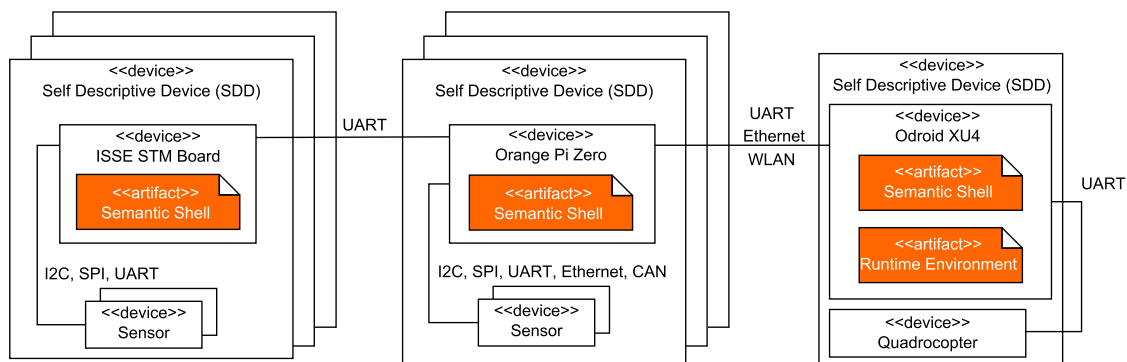 <<device>>
Self Descriptive Device (SDD)
<<device>>
ISSE STM Board
<<artifact>>
Semantic Shell
I2C, SPI, UART
<<device>>
Sensor
UART
<<device>>
Self Descriptive Device (SDD)
<<device>>
Orange Pi Zero
<<artifact>>
Semantic Shell
I2C, SPI, UART, Ethernet, CAN
<<device>>
Sensor
UART
Ethernet
WLAN
<<device>>
Self Descriptive Device (SDD)
<<device>>
Odroid XU4
<<artifact>>
Semantic Shell
<<artifact>>
Runtime Environment
UART
<<device>>
Quadrocopter